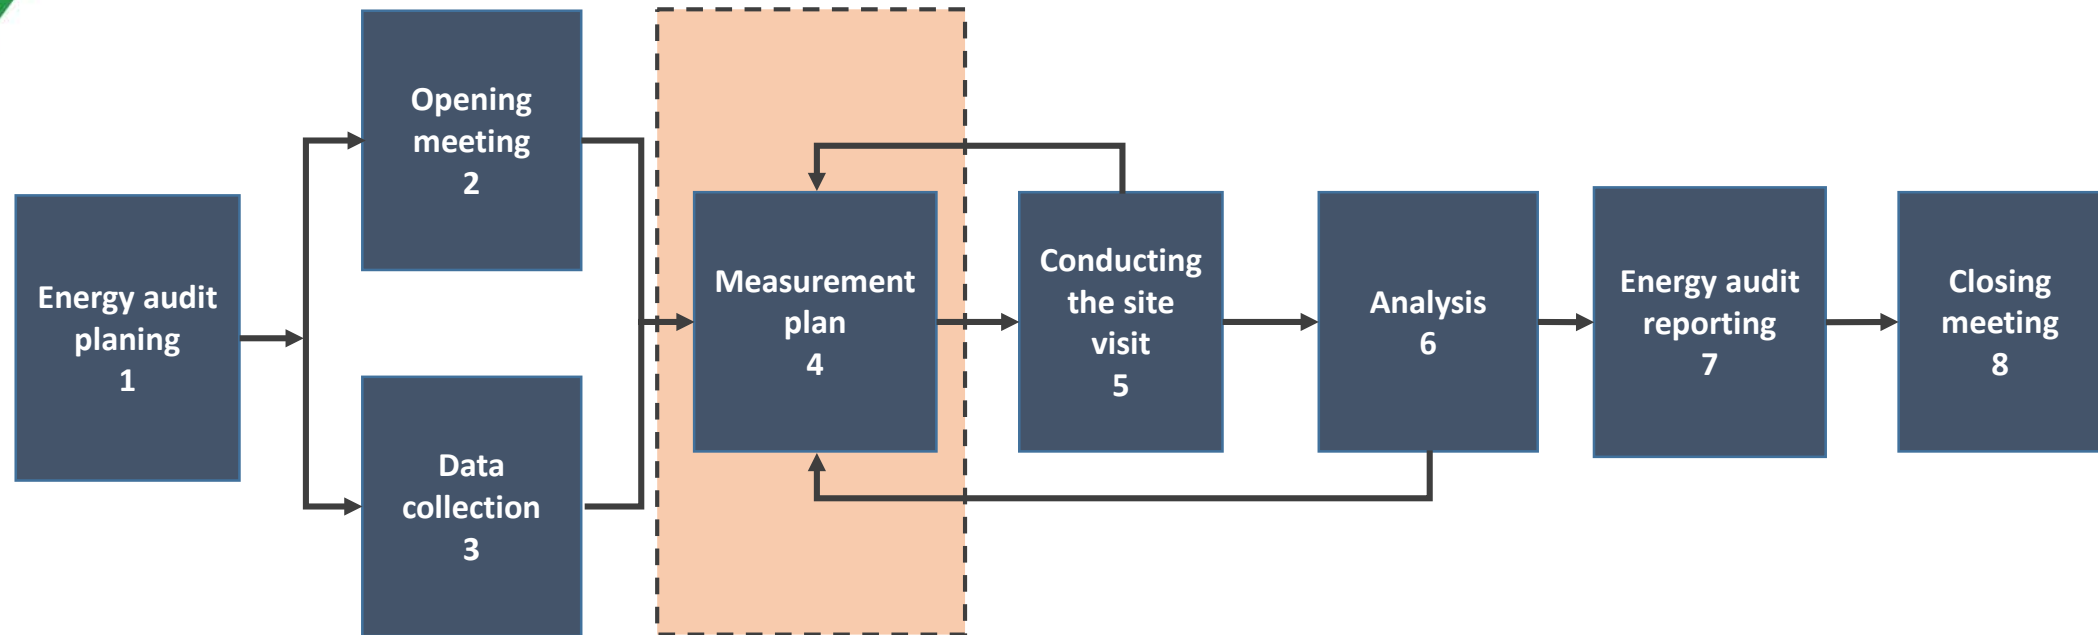 Energy audit
planing
1
Opening
meeting
2
Data
collection
3
Measurement
plan
4
Conducting
the site
visit
5
Analysis
6
Energy audit
reporting
7
Closing
meeting
8